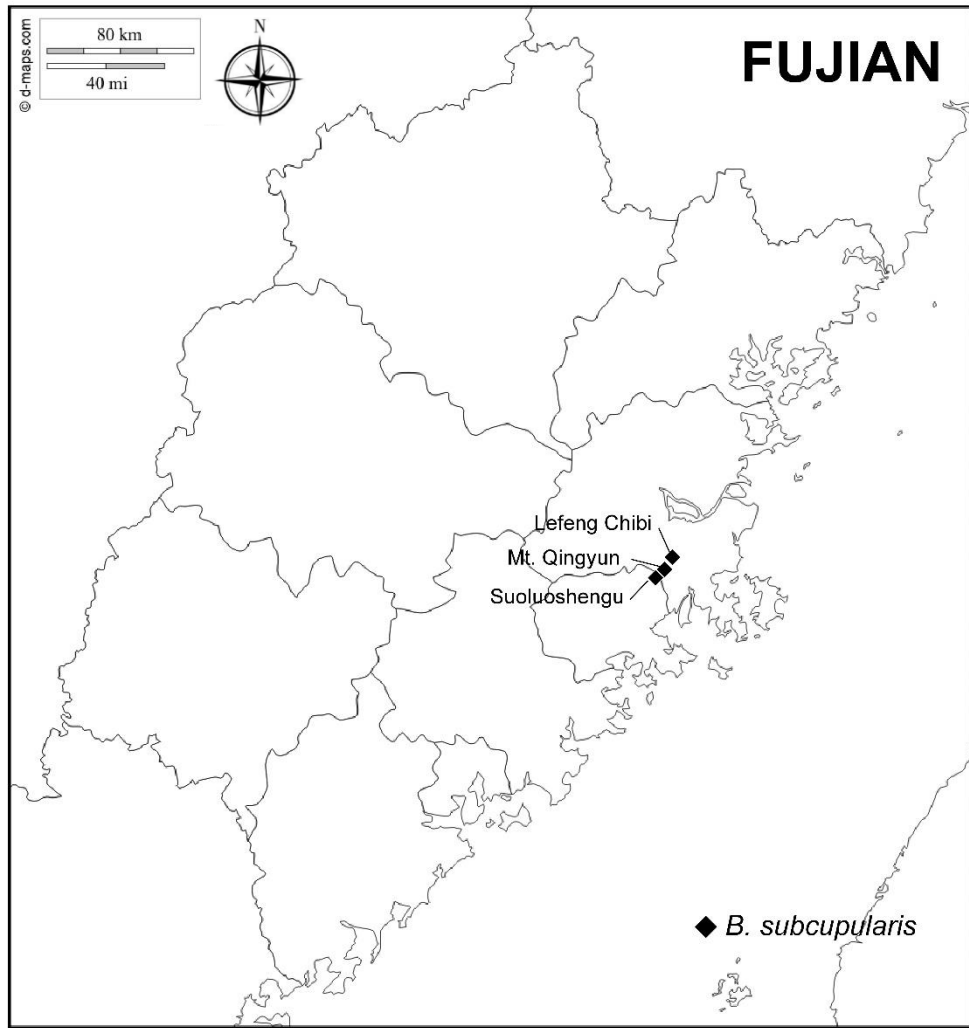 © d-maps.com
80 km
40 mi
N
FUJIAN
Lefeng Chibi
Mt. Qingyun
Suoluoshengu
B. subcupularis